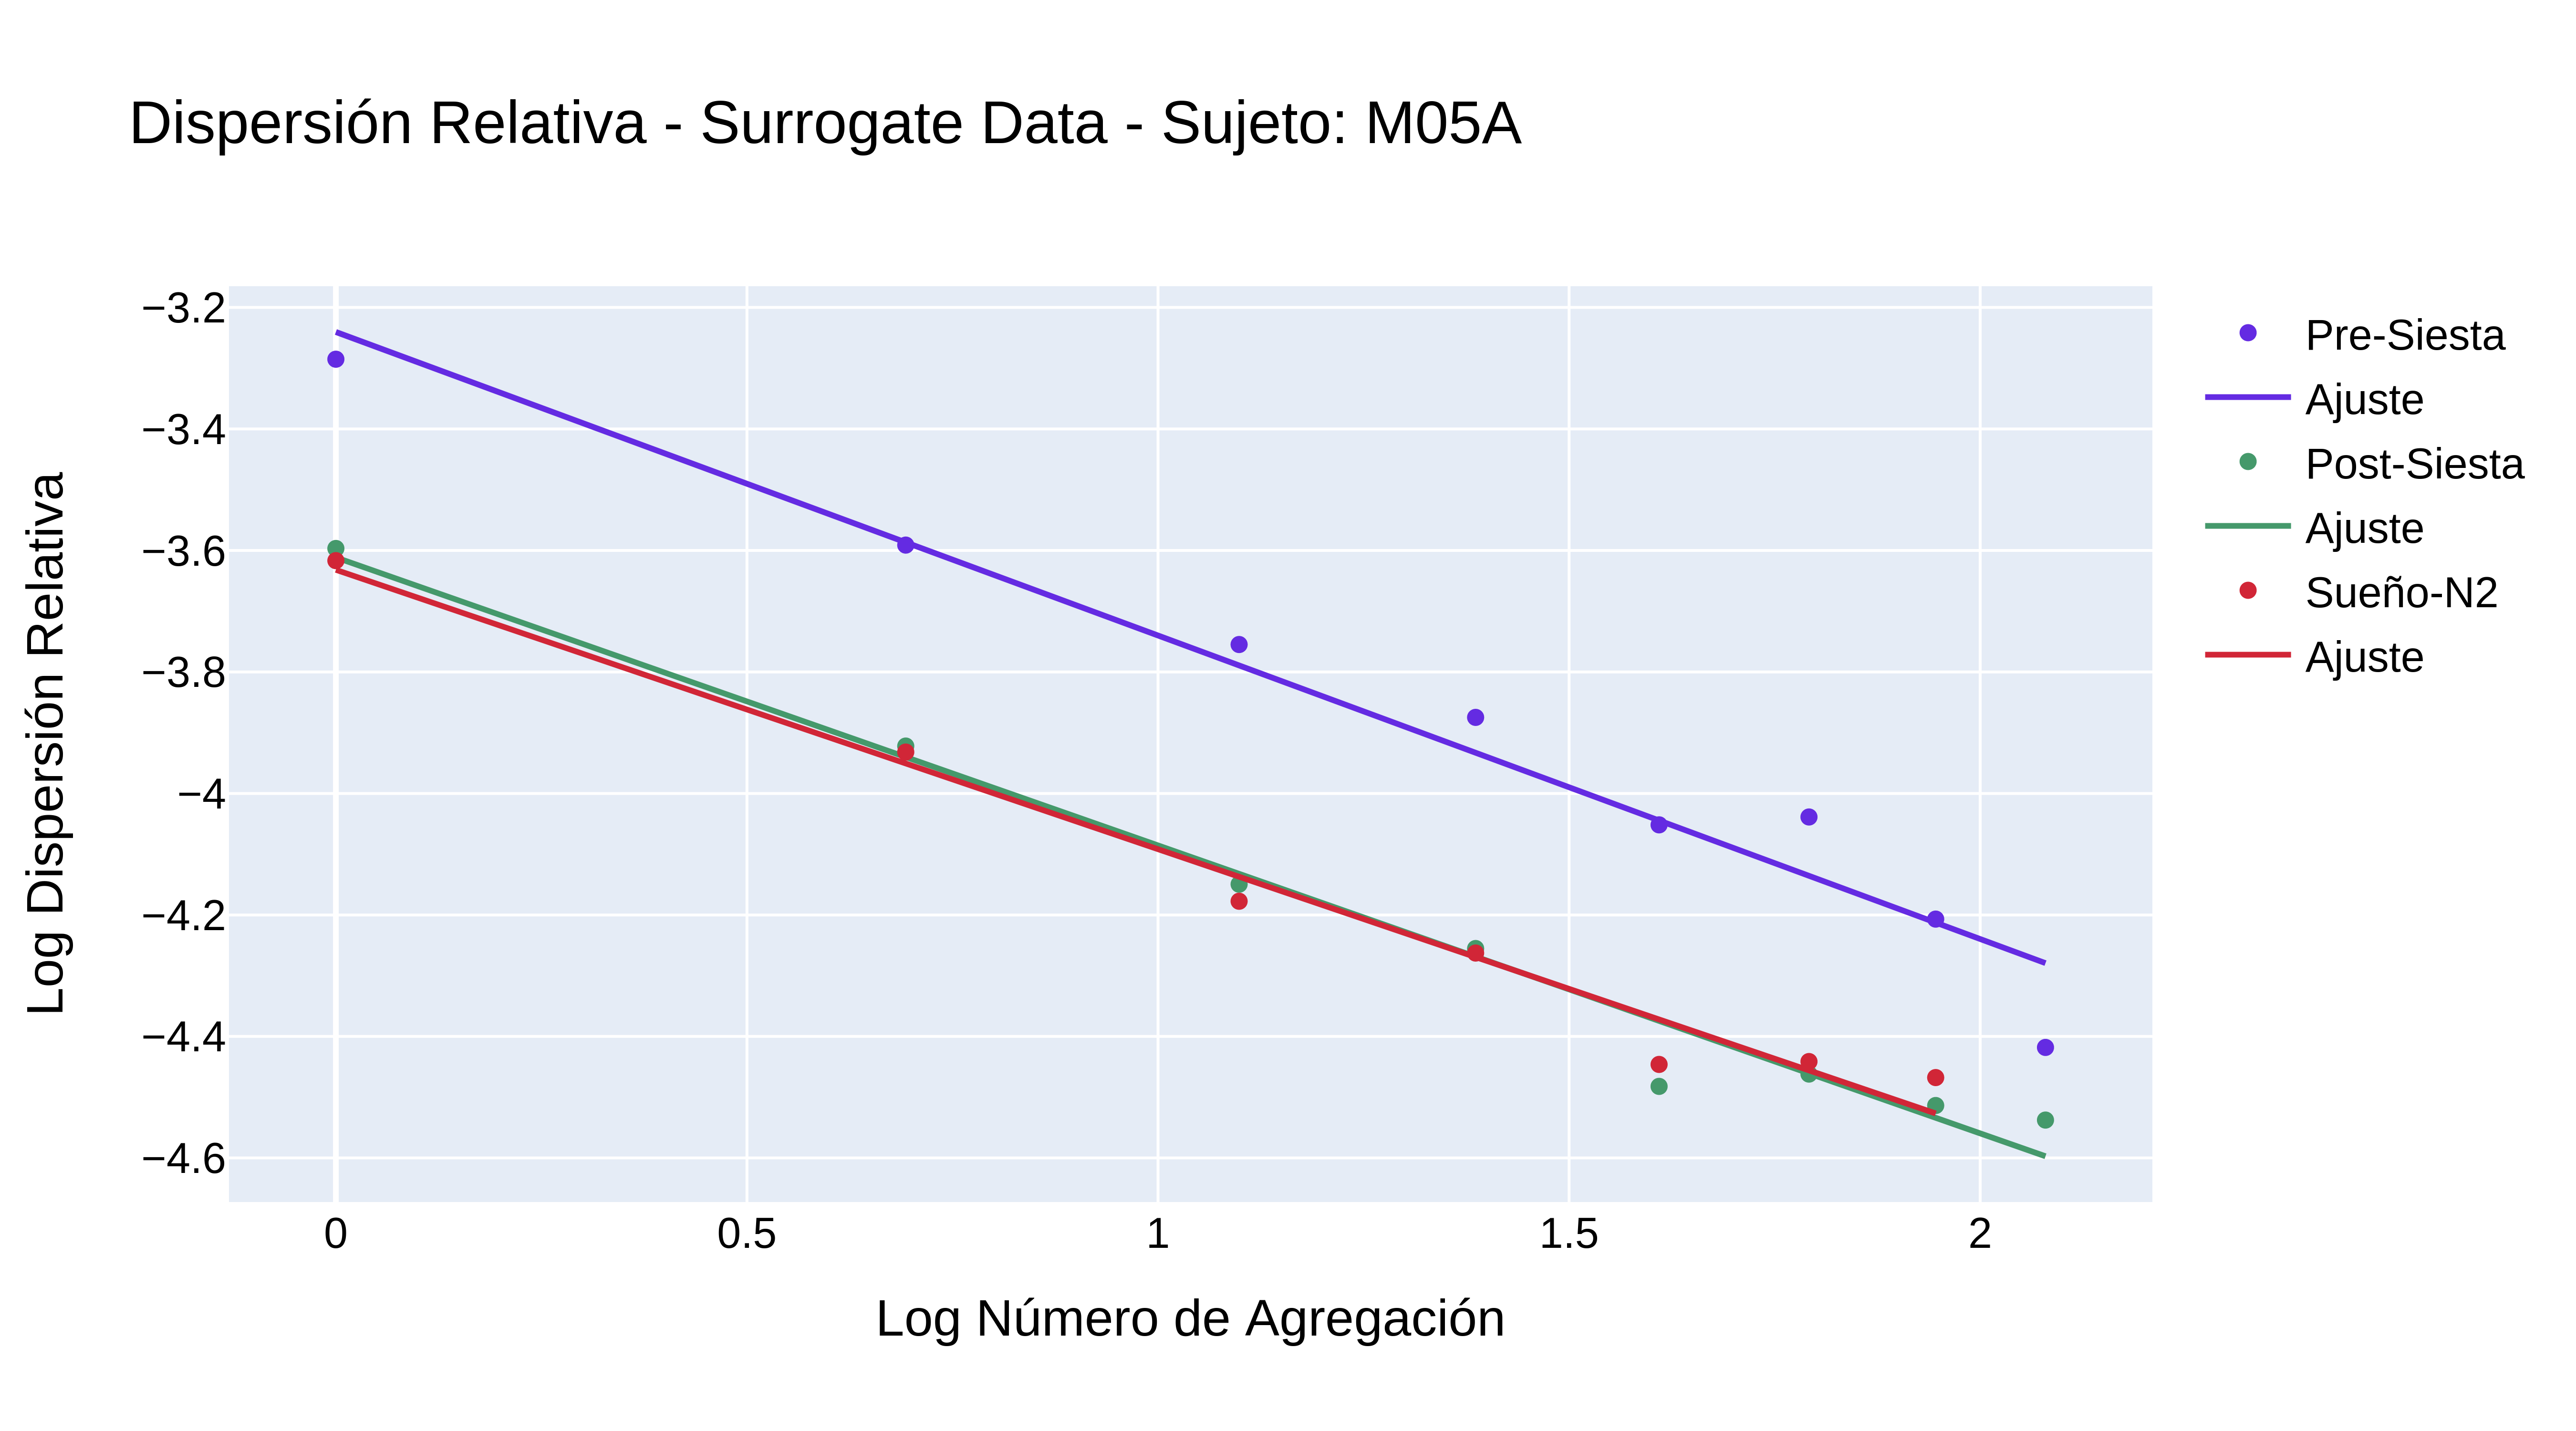 Dispersión Relativa - Surrogate Data - Sujeto: M05A
Log Dispersión Relativa
−3.2
−3.4
−3.6
−3.8
−4
−4.2
−4.4
−4.6
0
0.5
1
1.5
2
Log Número de Agregación
Pre-Siesta
Ajuste
Post-Siesta
Ajuste
Sueño-N2
Ajuste